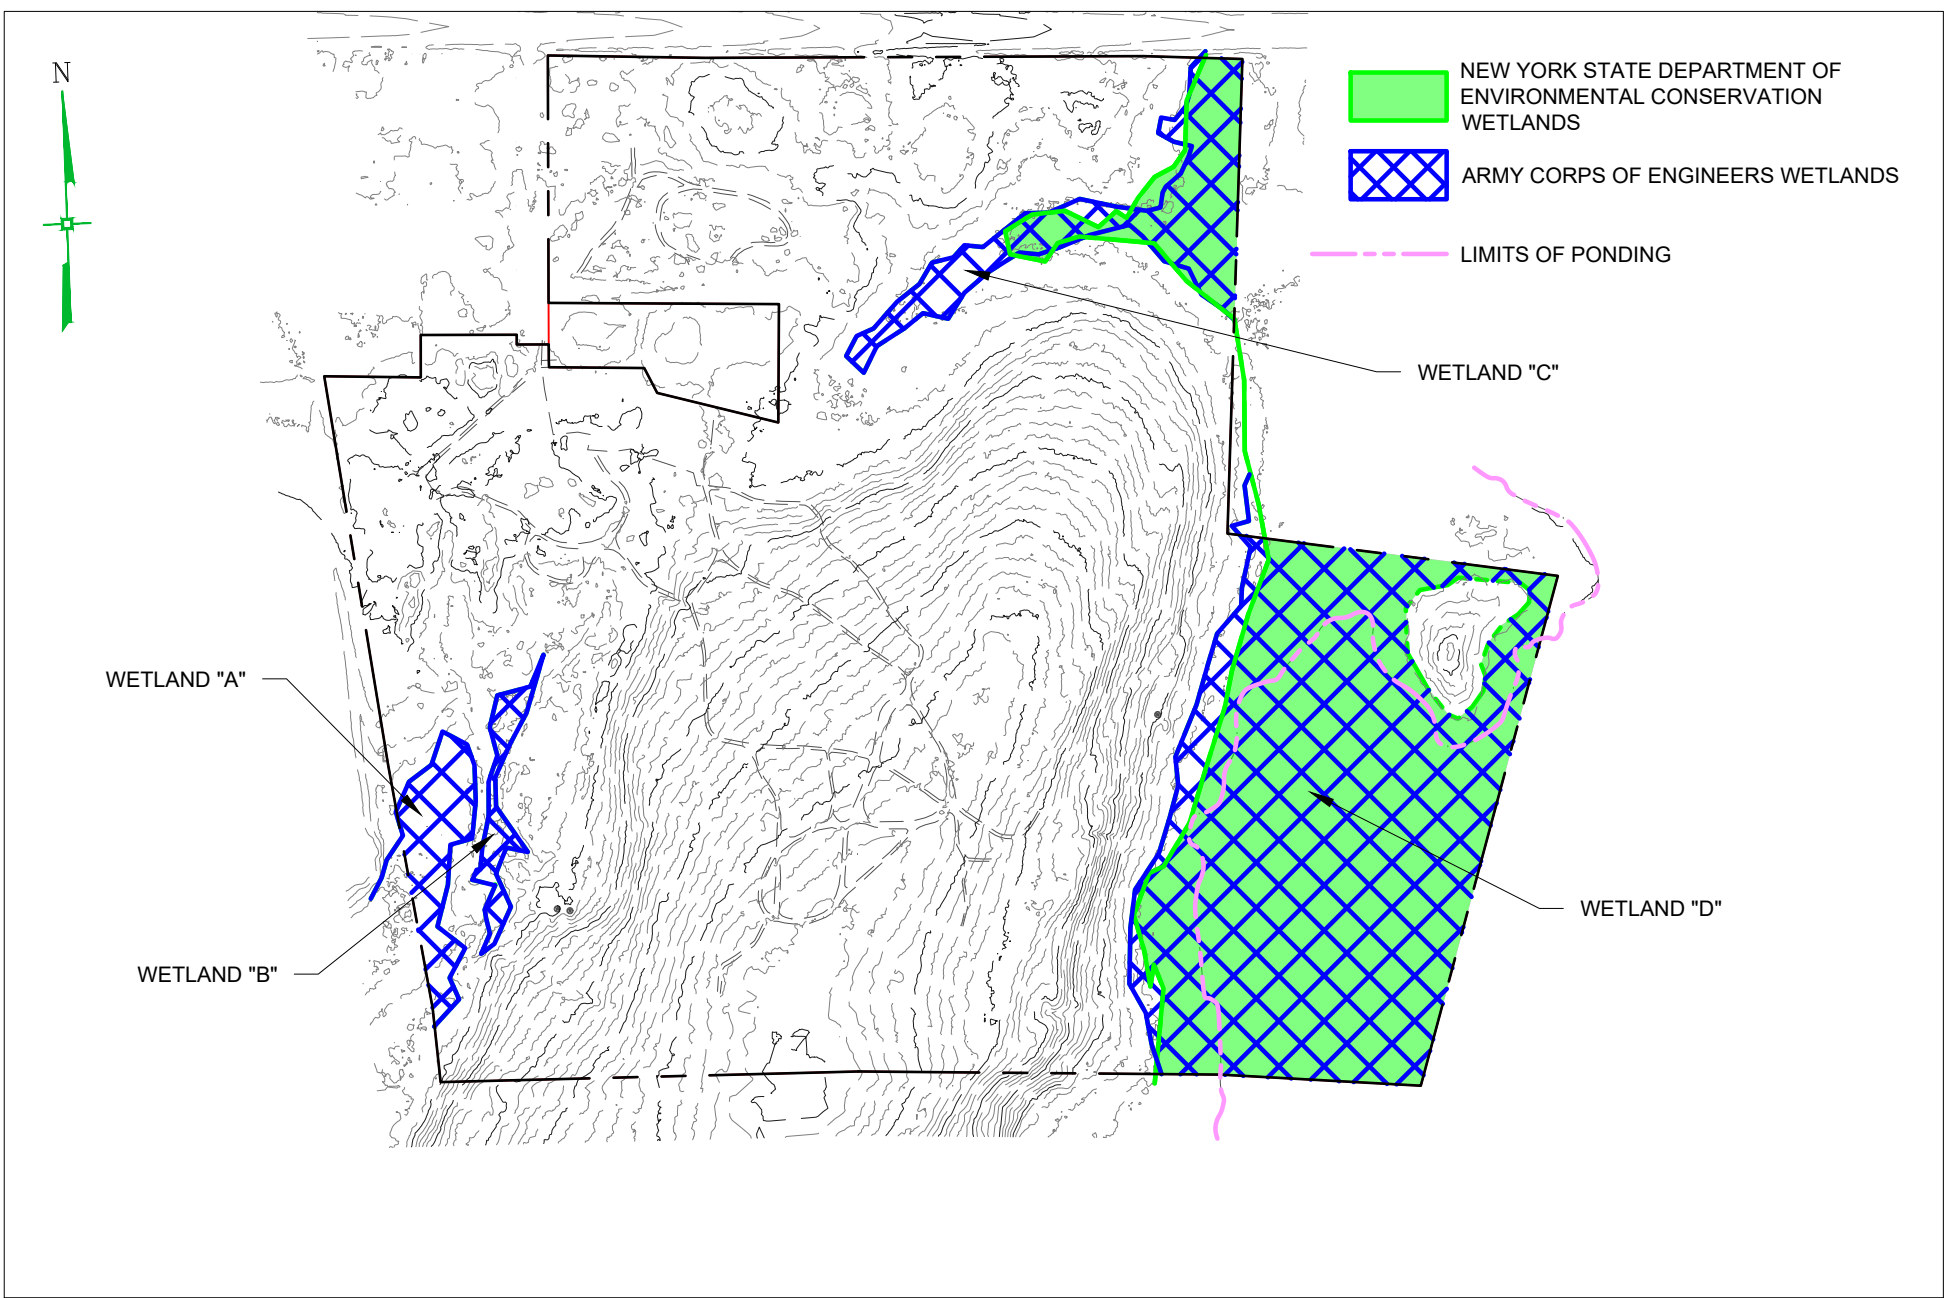 N
NEW YORK STATE DEPARTMENT OF
ENVIRONMENTAL CONSERVATION
WETLANDS
ARMY CORPS OF ENGINEERS WETLANDS
LIMITS OF PONDING
WETLAND "C"
WETLAND "A"
WETLAND "D"
WETLAND "B"